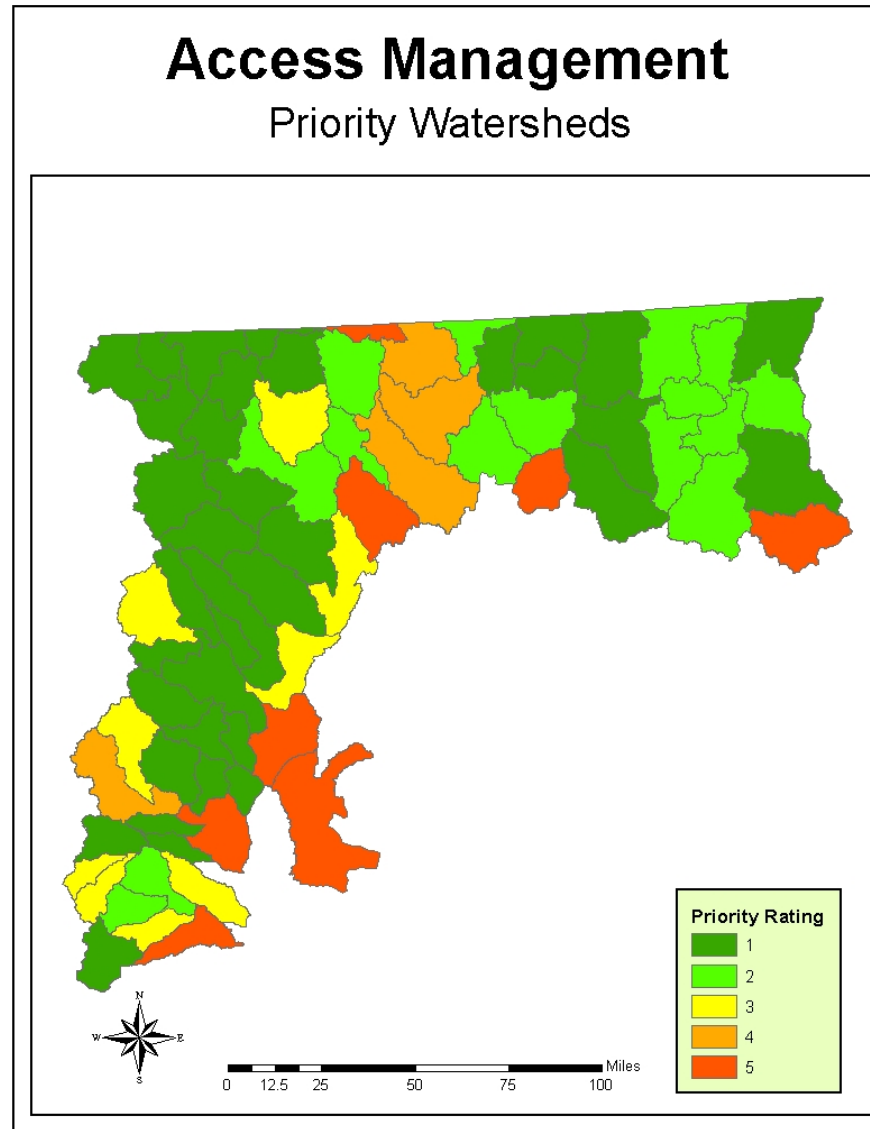 Access Management
Priority Watersheds
Priority Rating
1
2
3
4
5
N
W E
S
Miles
0 12.5 25 50 75 100